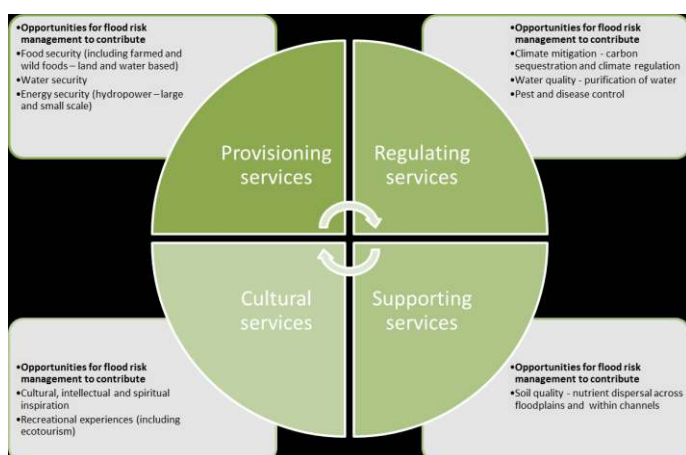 •Opportunities for flood risk
management to contribute
•Food security (including farmed and
wild foods – land and water based)
•Water security
•Energy security (hydropower – large
and small scale)
•Opportunities for flood risk
management to contribute
•Climate mitigation - carbon
sequestration and climate regulation
•Water quality - purification of water
•Pest and disease control
Provisioning
services
Regulating
services
Cultural
services
Supporting
services
•Opportunities for flood risk
management to contribute
•Cultural, intellectual and spiritual
inspiration
•Recreational experiences (including
ecotourism)
•Opportunities for flood risk
management to contribute
•Soil quality - nutrient dispersal across
floodplains and within channels